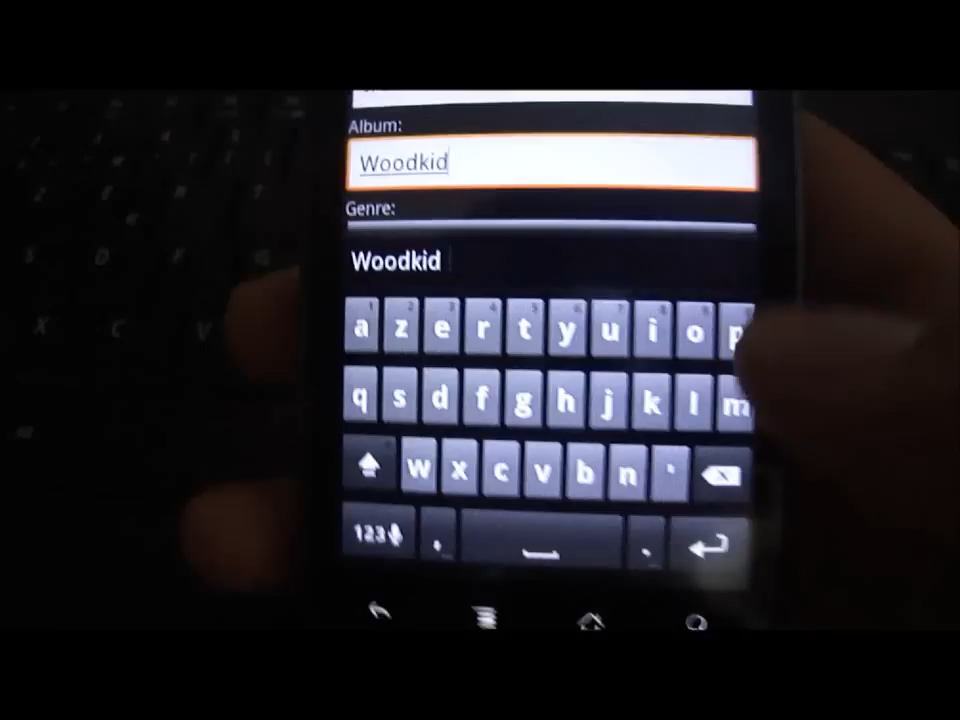 Album:
Woodkid
Genre:
Woodkid
a z e r t y u i o p
q s d f g h j k l m
w x c v b n '
123 , .